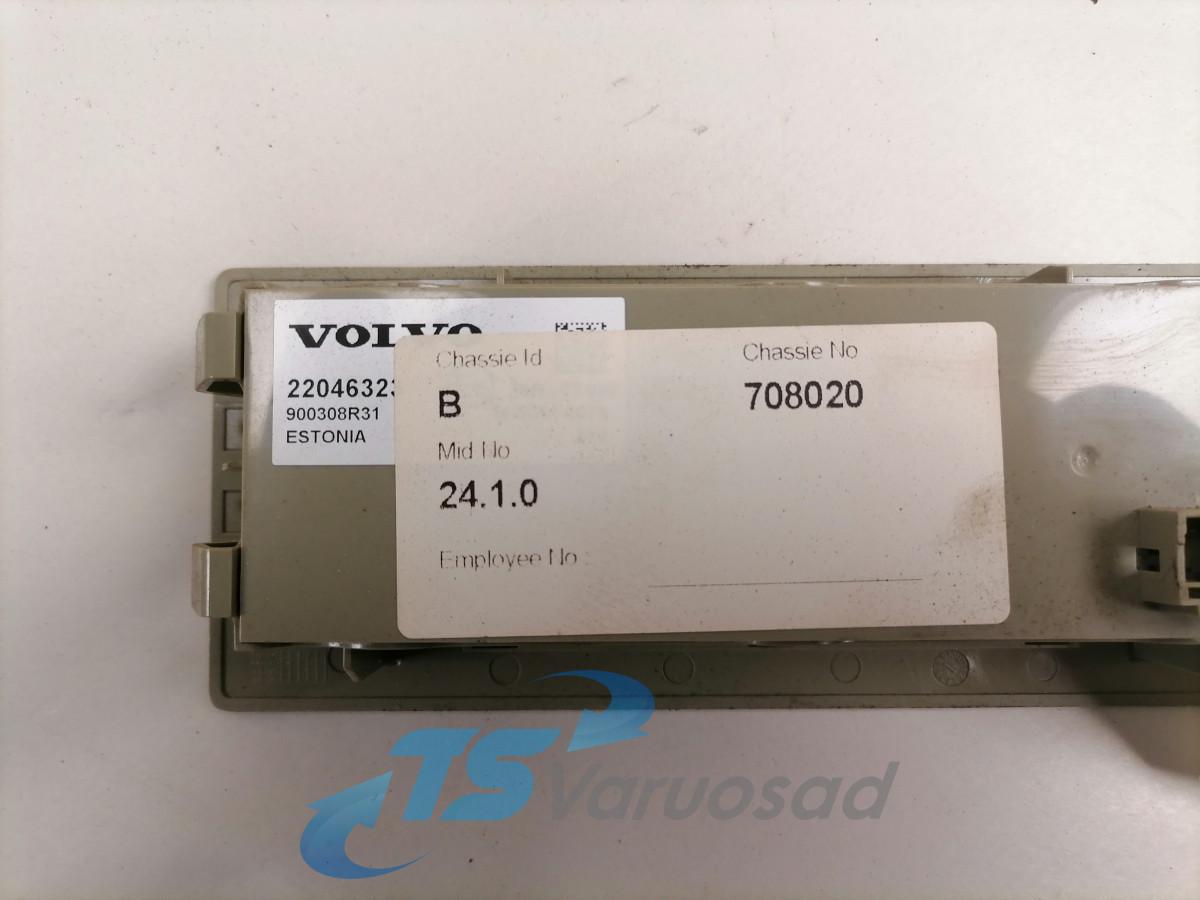 VOLVO
22046323
900308R31
ESTONIA
Chassie Id
Chassie No
B
708020
Mid No
24.1.0
Employee No
TS Varuosad